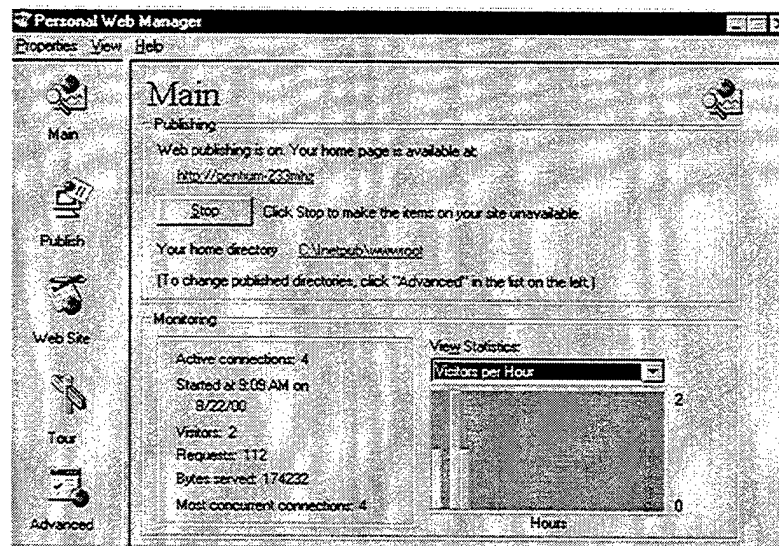 Personal Web Manager
Properties View Help
Main
Publish
Web Site
Tour
Advanced
Main
Publishing
Web publishing is on. Your home page is available at:
http://pentium-233mhz
Stop Click Stop to make the items on your site unavailable.
Your home directory C:\Inetpub\wwwroot
(To change published directories, click "Advanced" in the list on the left.)
Monitoring
Active connections: 4
Started at 9:09 AM on
8/22/00
Visitors: 2
Requests: 112
Bytes served: 174232
Most concurrent connections: 4
View Statistics:
Visitors per Hour
2
0
Hours